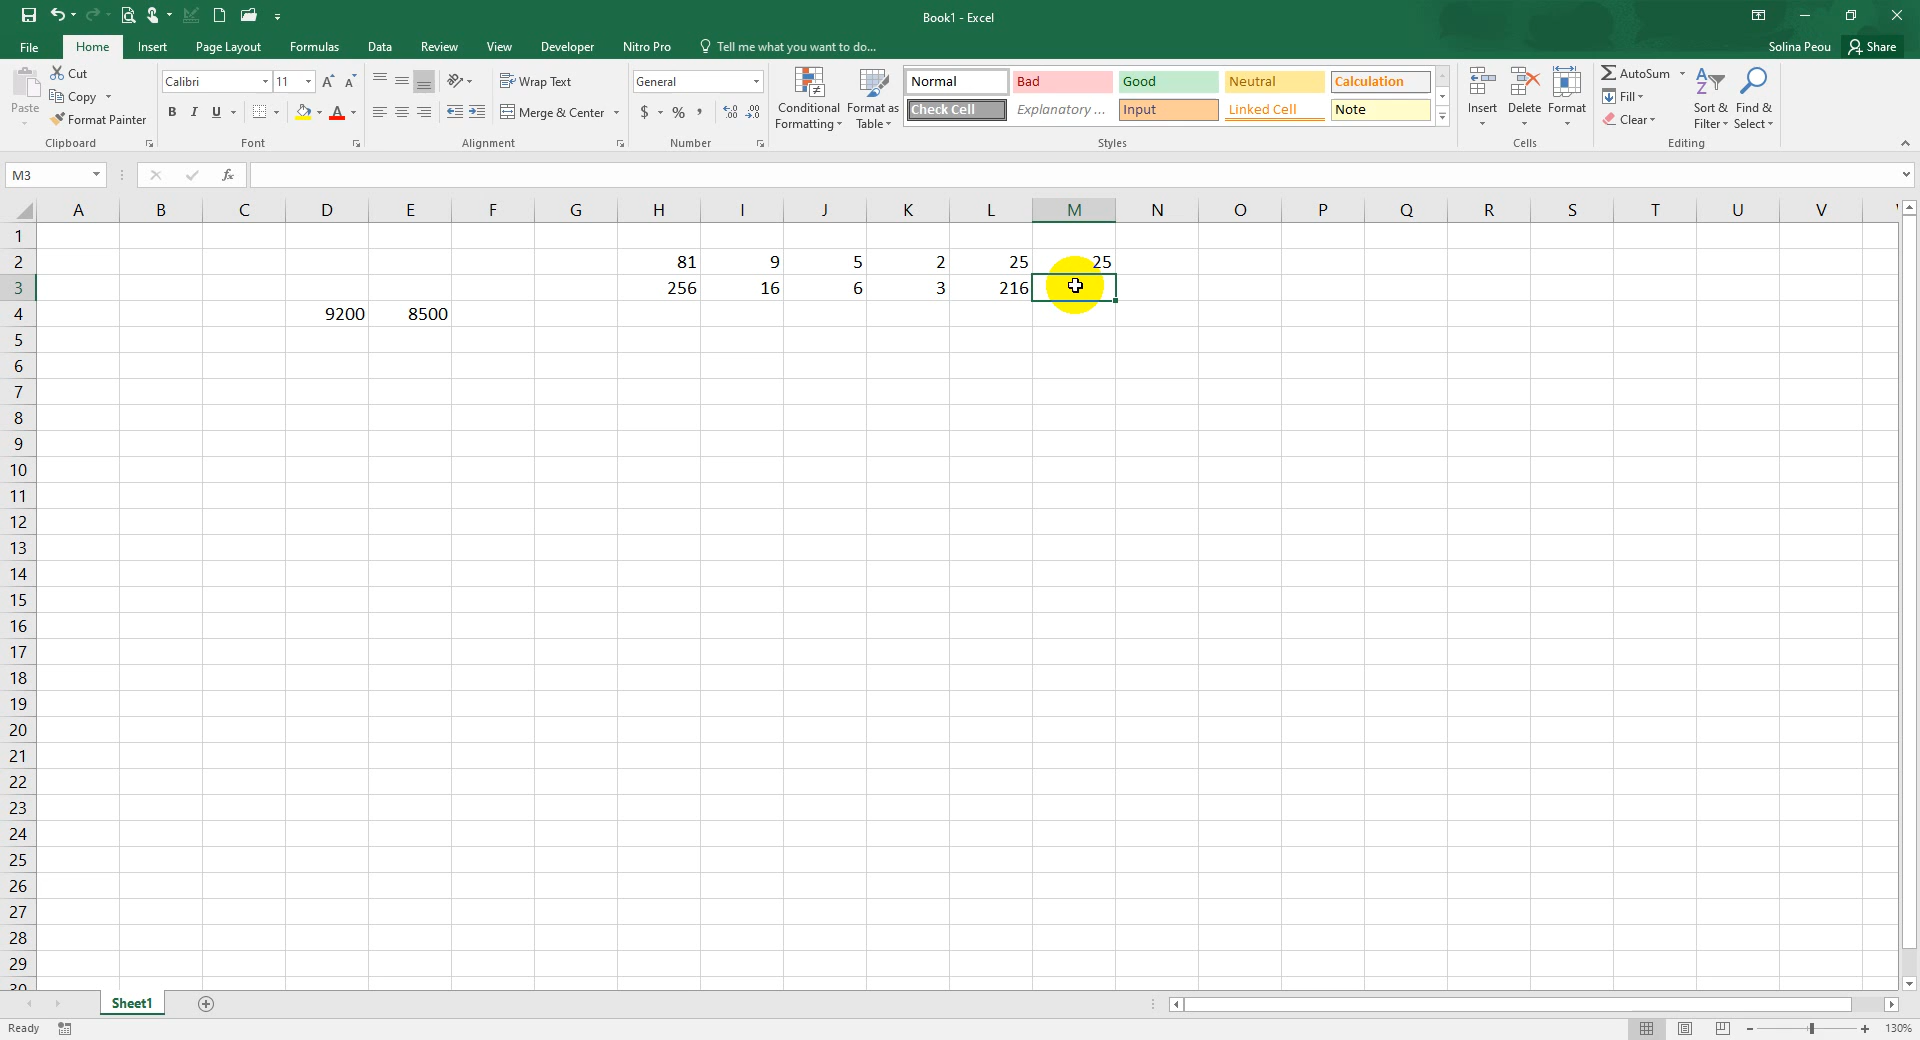 Book1 - Excel
File Home Insert Page Layout Formulas Data Review View Developer Nitro Pro Tell me what you want to do... Solina Peou Share
Paste Cut Copy Format Painter Clipboard
Calibri 11 B I U A Font
Wrap Text Merge & Center Alignment
General $ % , Number
Conditional Formatting Format as Table
Normal Bad Good Neutral Calculation
Check Cell Explanatory ... Input Linked Cell Note
Styles
Insert Delete Format Cells
AutoSum Fill Clear Sort & Filter Find & Select Editing
M3 fx
A B C D E F G H I J K L M N O P Q R S T U V
1
2 81 9 5 2 25 25
3 256 16 6 3 216
4 9200 8500
5
6
7
8
9
10
11
12
13
14
15
16
17
18
19
20
21
22
23
24
25
26
27
28
29
30
Sheet1
Ready 130%